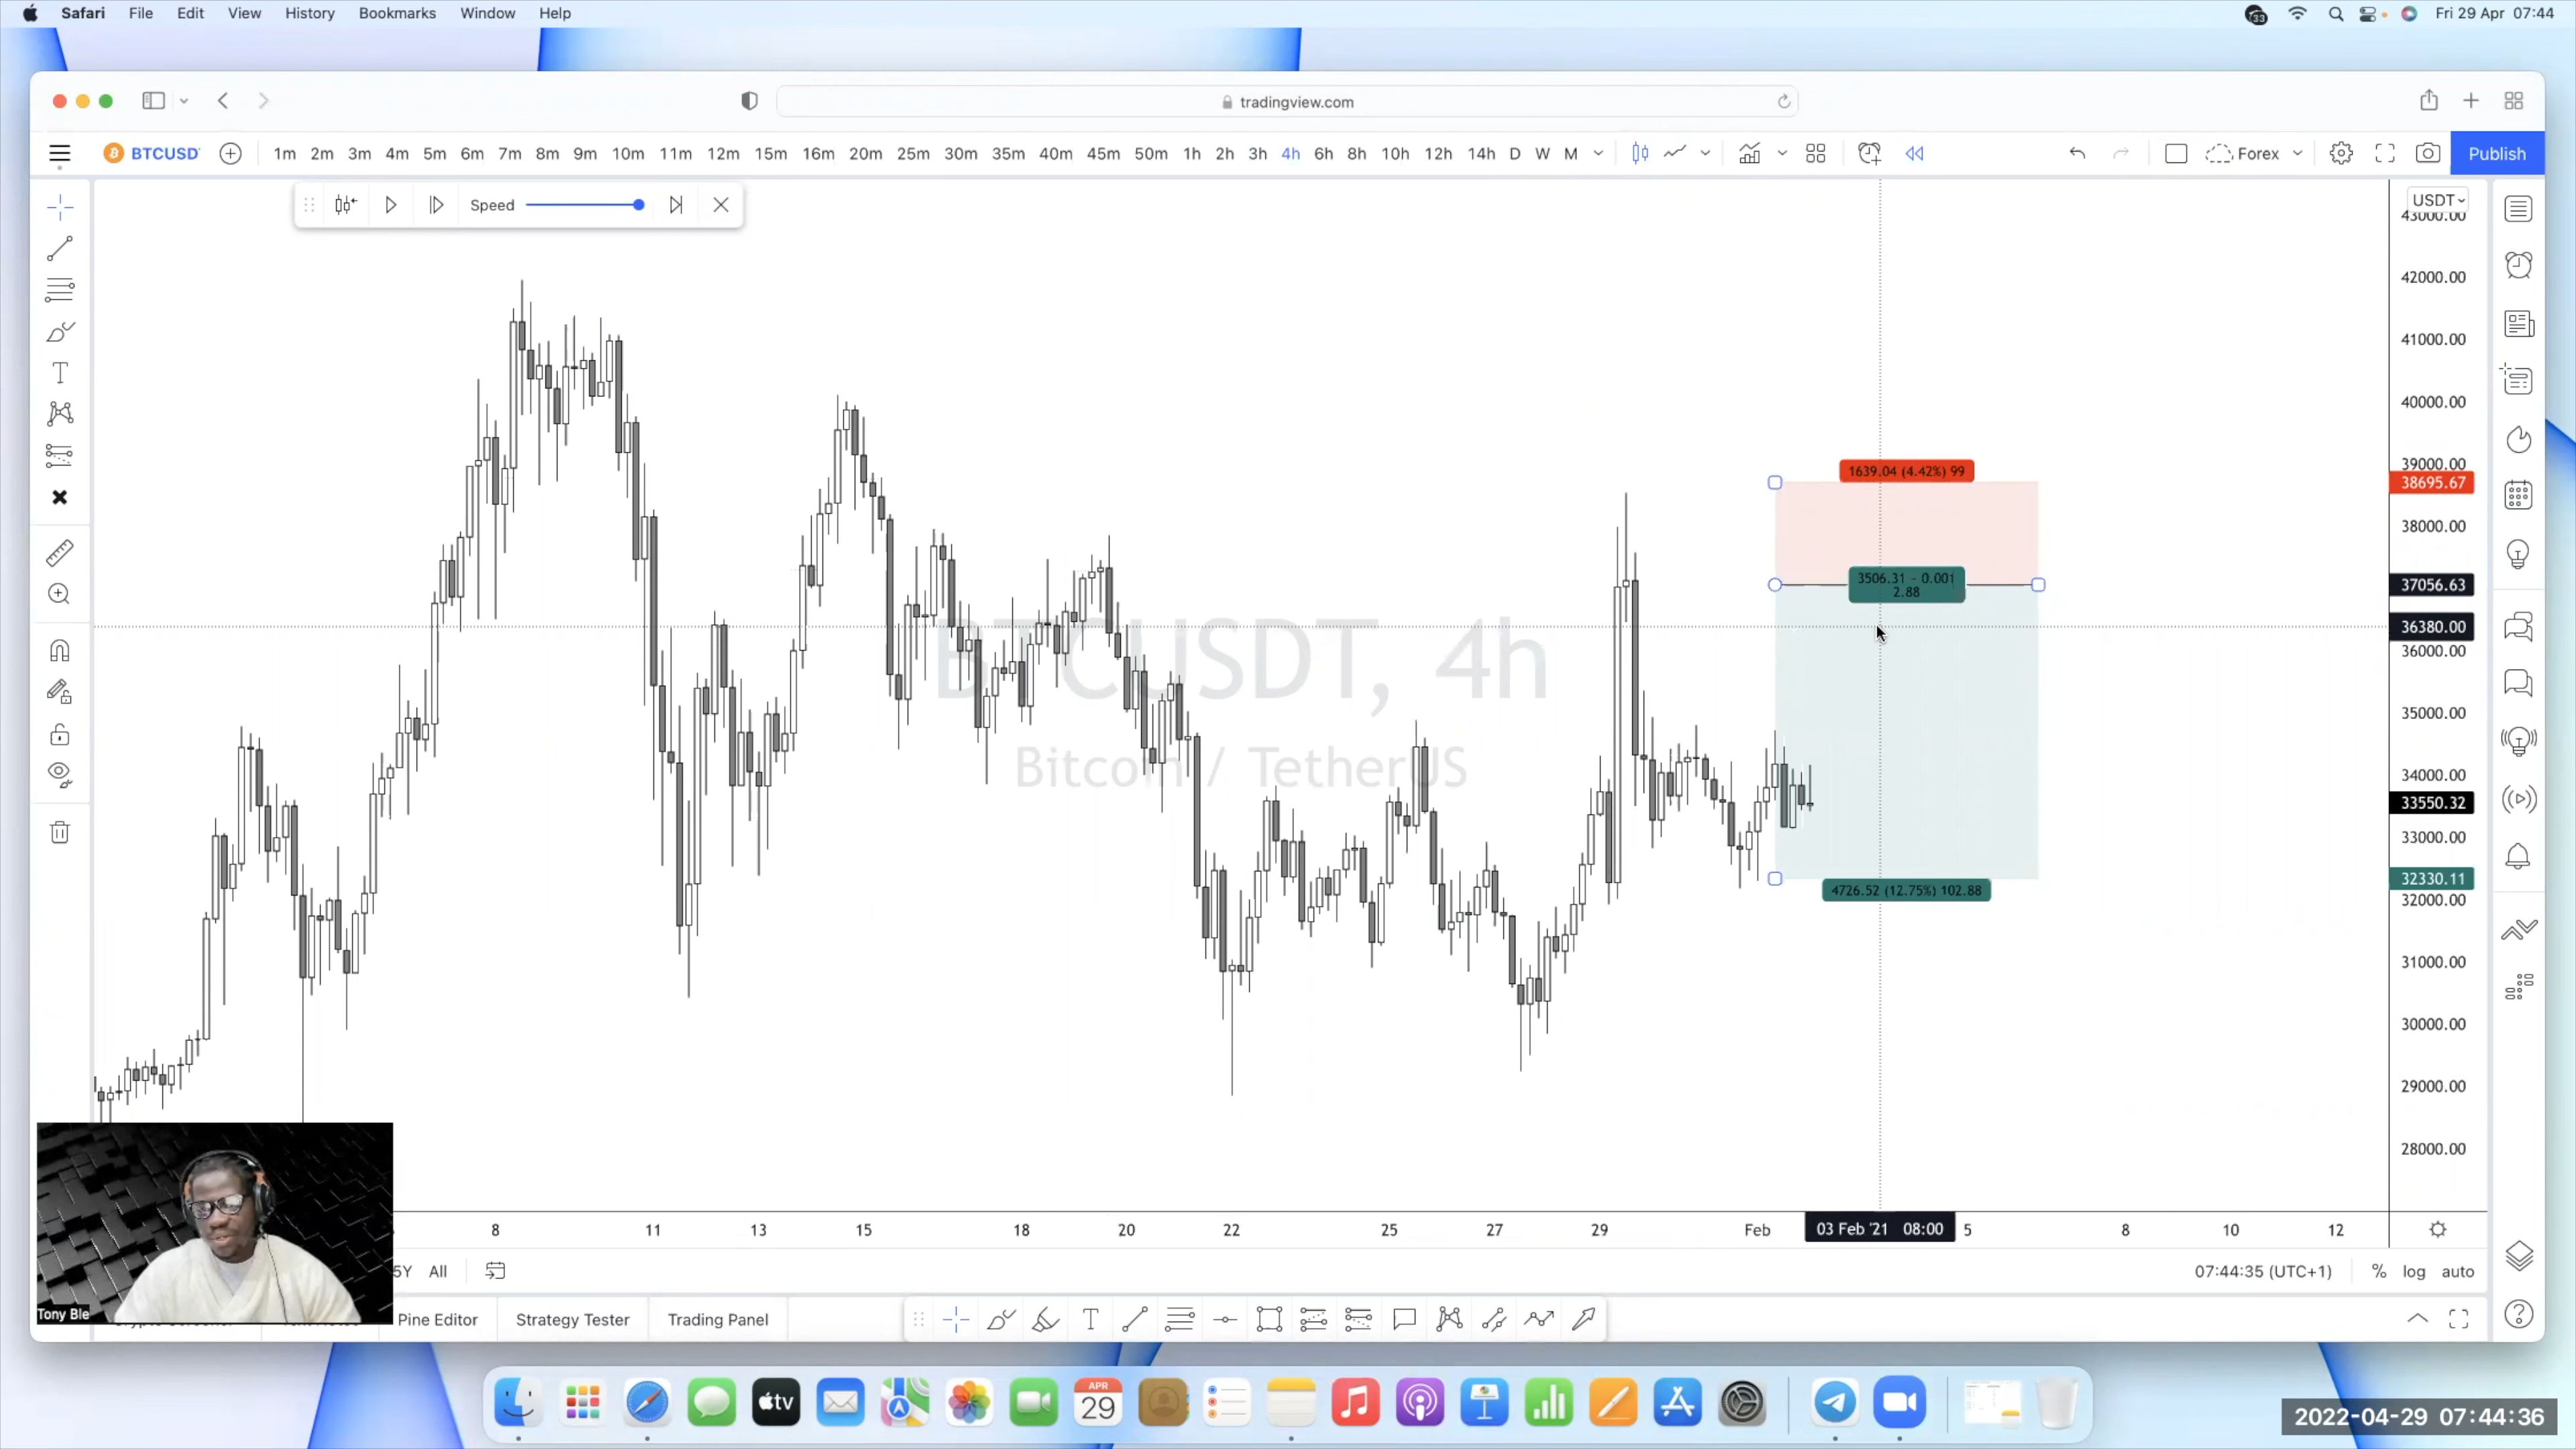 Safari File Edit View History Bookmarks Window Help
33
Fri 29 Apr 07:44
tradingview.com
BTCUSD
1m 2m 3m 4m 5m 6m 7m 8m 9m 10m 11m 12m 15m 16m 20m 25m 30m 35m 40m 45m 50m 1h 2h 3h 4h 6h 8h 10h 12h 14h D W M
Forex
Publish
Speed
USDT
43000.00
42000.00
41000.00
40000.00
39000.00
38695.67
38000.00
37056.63
36380.00
36000.00
35000.00
34000.00
33550.32
33000.00
32330.11
32000.00
31000.00
30000.00
29000.00
28000.00
1639.04 (4.42%) 99
3506.31 - 0.001
2.88
4726.52 (12.75%) 102.88
BTCUSDT, 4h
Bitcoin / TetherUS
8 11 13 15 18 20 22 25 27 29 Feb 03 Feb '21 08:00 5 8 10 12
5Y All
07:44:35 (UTC+1) % log auto
Tony Ble
Pine Editor Strategy Tester Trading Panel
tv
APR
29
2022-04-29 07:44:36